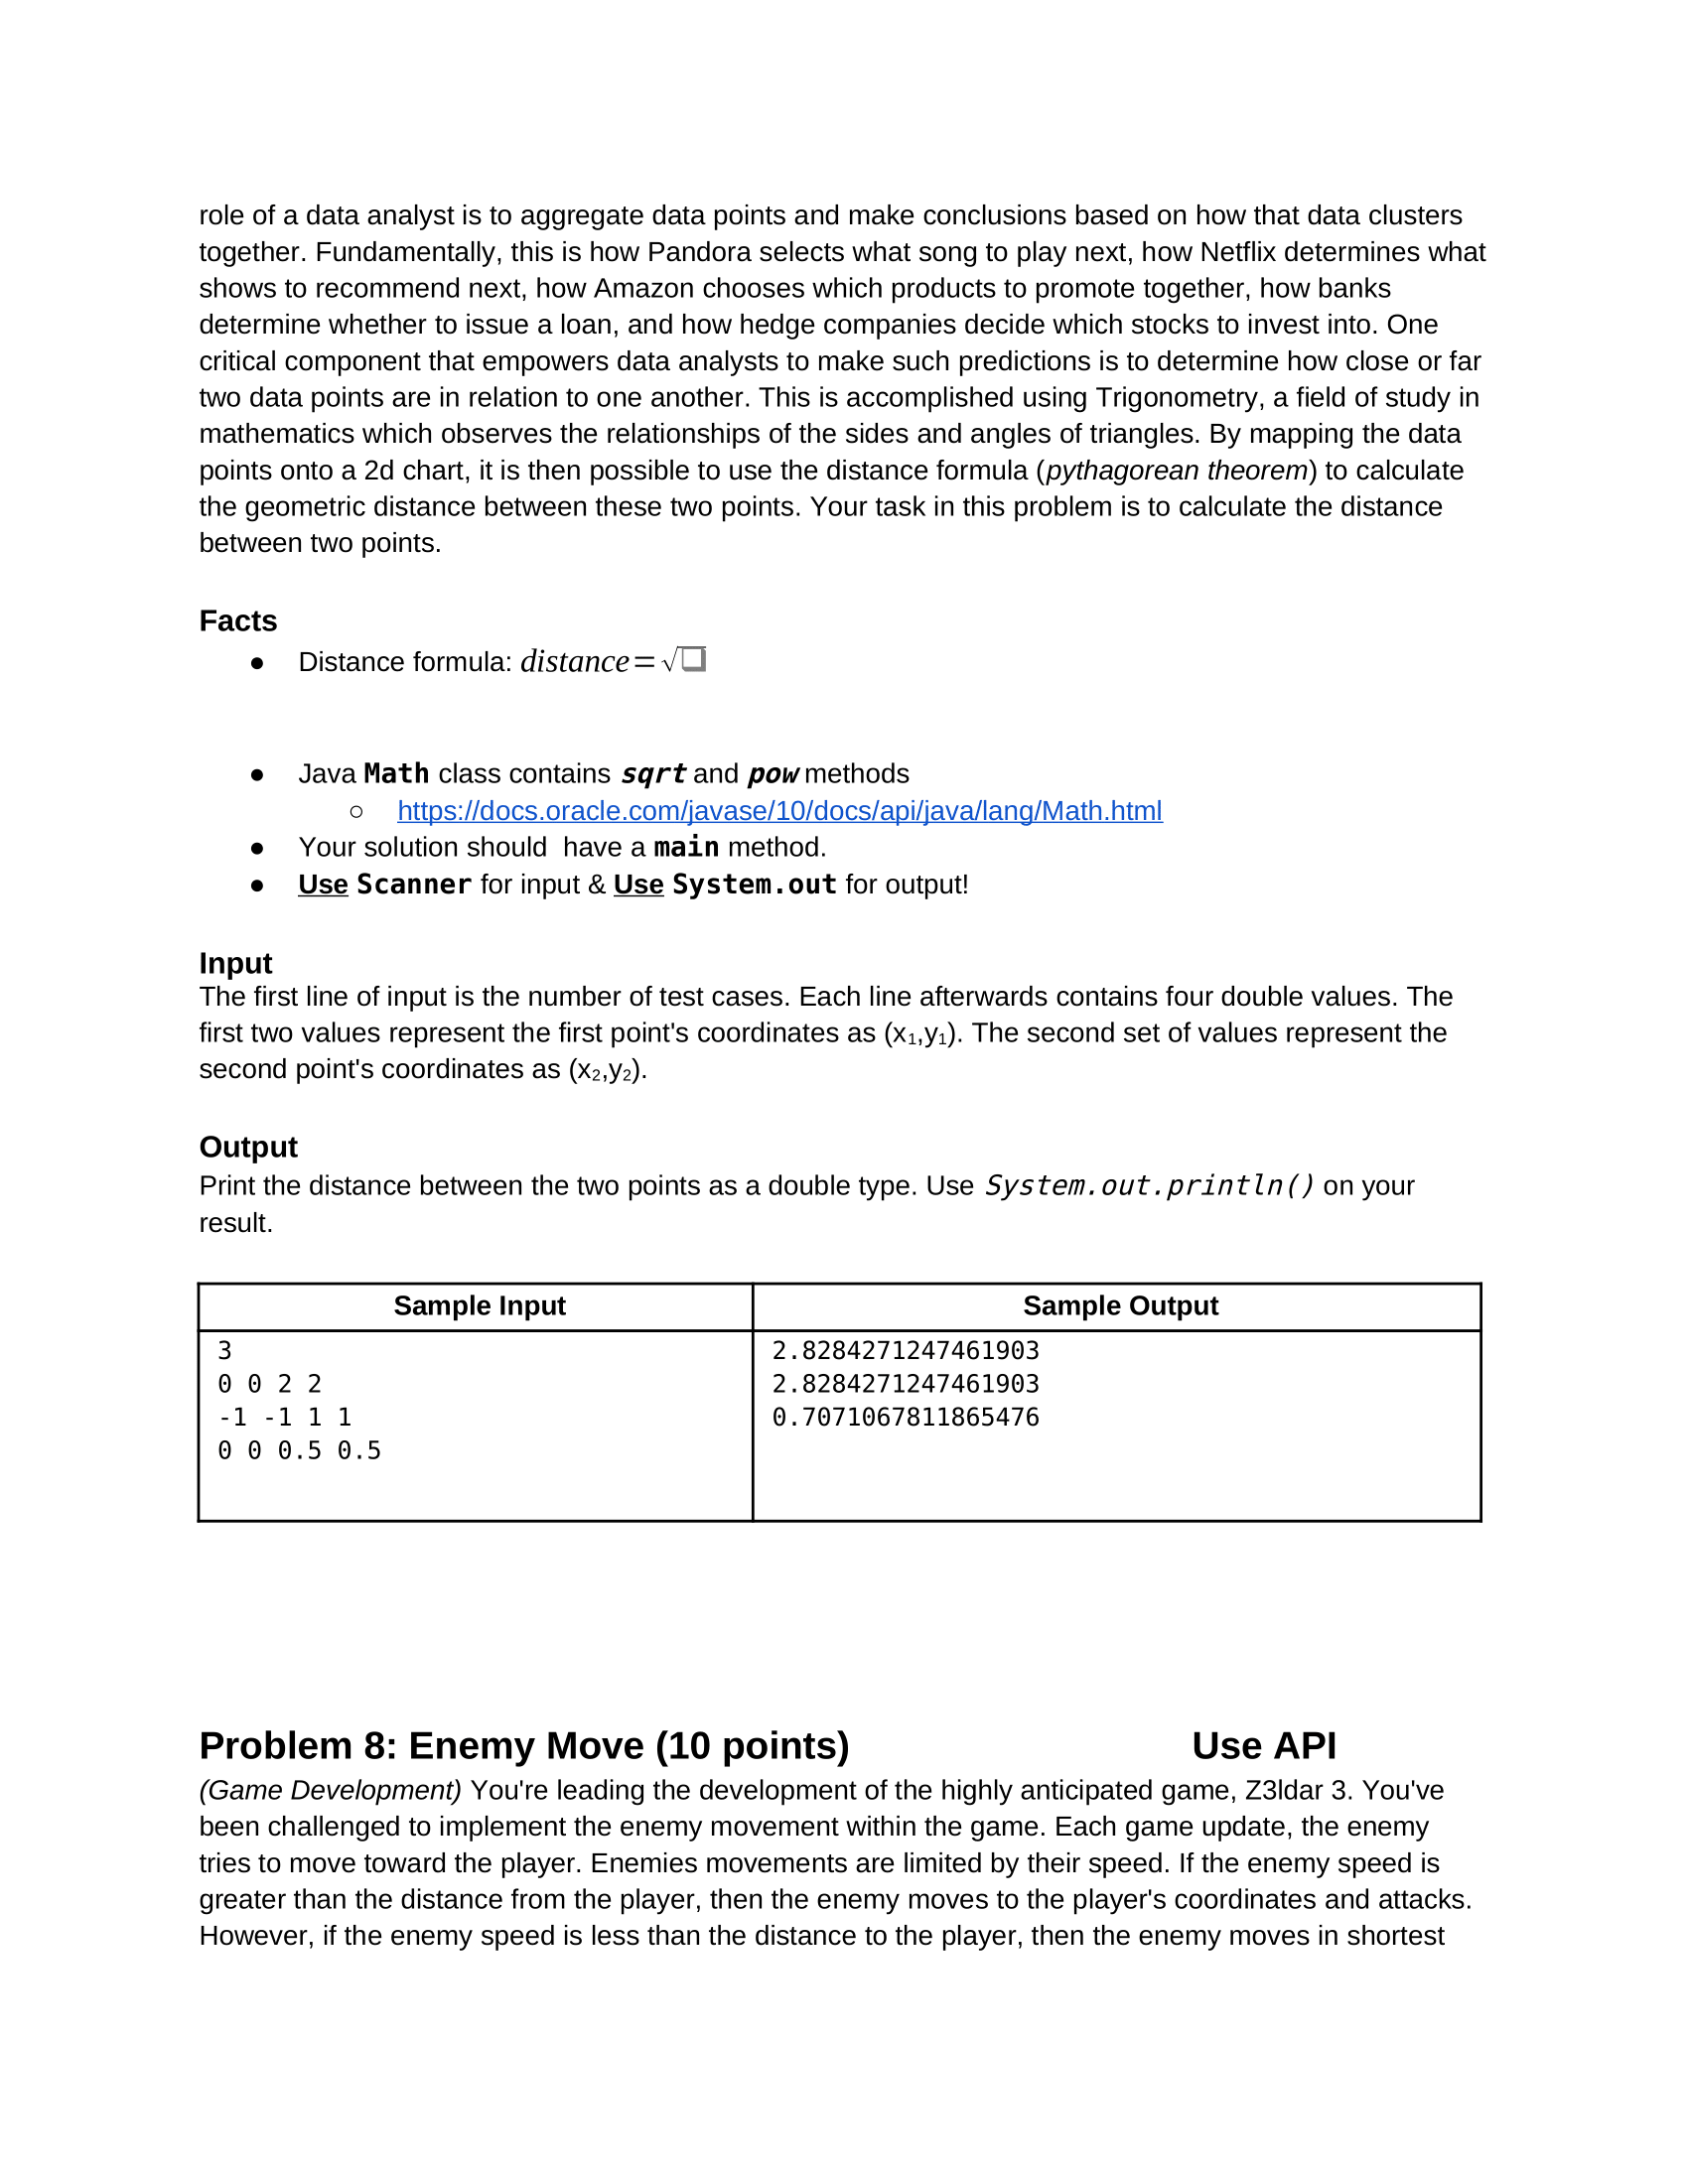 role of a data analyst is to aggregate data points and make conclusions based on how that data clusters
together. Fundamentally, this is how Pandora selects what song to play next, how Netflix determines what
shows to recommend next, how Amazon chooses which products to promote together, how banks
determine whether to issue a loan, and how hedge companies decide which stocks to invest into. One
critical component that empowers data analysts to make such predictions is to determine how close or far
two data points are in relation to one another. This is accomplished using Trigonometry, a field of study in
mathematics which observes the relationships of the sides and angles of triangles. By mapping the data
points onto a 2d chart, it is then possible to use the distance formula (pythagorean theorem) to calculate
the geometric distance between these two points. Your task in this problem is to calculate the distance
between two points.
Facts
● Distance formula: distance=√❑
● Java Math class contains sqrt and pow methods
○ https://docs.oracle.com/javase/10/docs/api/java/lang/Math.html
● Your solution should  have a main method.
● Use Scanner for input & Use System.out for output!
Input
The first line of input is the number of test cases. Each line afterwards contains four double values. The
first two values represent the first point's coordinates as (x₁,y₁). The second set of values represent the
second point's coordinates as (x₂,y₂).
Output
Print the distance between the two points as a double type. Use System.out.println() on your
result.
Sample Input Sample Output
3 2.8284271247461903
0 0 2 2 2.8284271247461903
-1 -1 1 1 0.7071067811865476
0 0 0.5 0.5
Problem 8: Enemy Move (10 points) Use API
(Game Development) You're leading the development of the highly anticipated game, Z3ldar 3. You've
been challenged to implement the enemy movement within the game. Each game update, the enemy
tries to move toward the player. Enemies movements are limited by their speed. If the enemy speed is
greater than the distance from the player, then the enemy moves to the player's coordinates and attacks.
However, if the enemy speed is less than the distance to the player, then the enemy moves in shortest